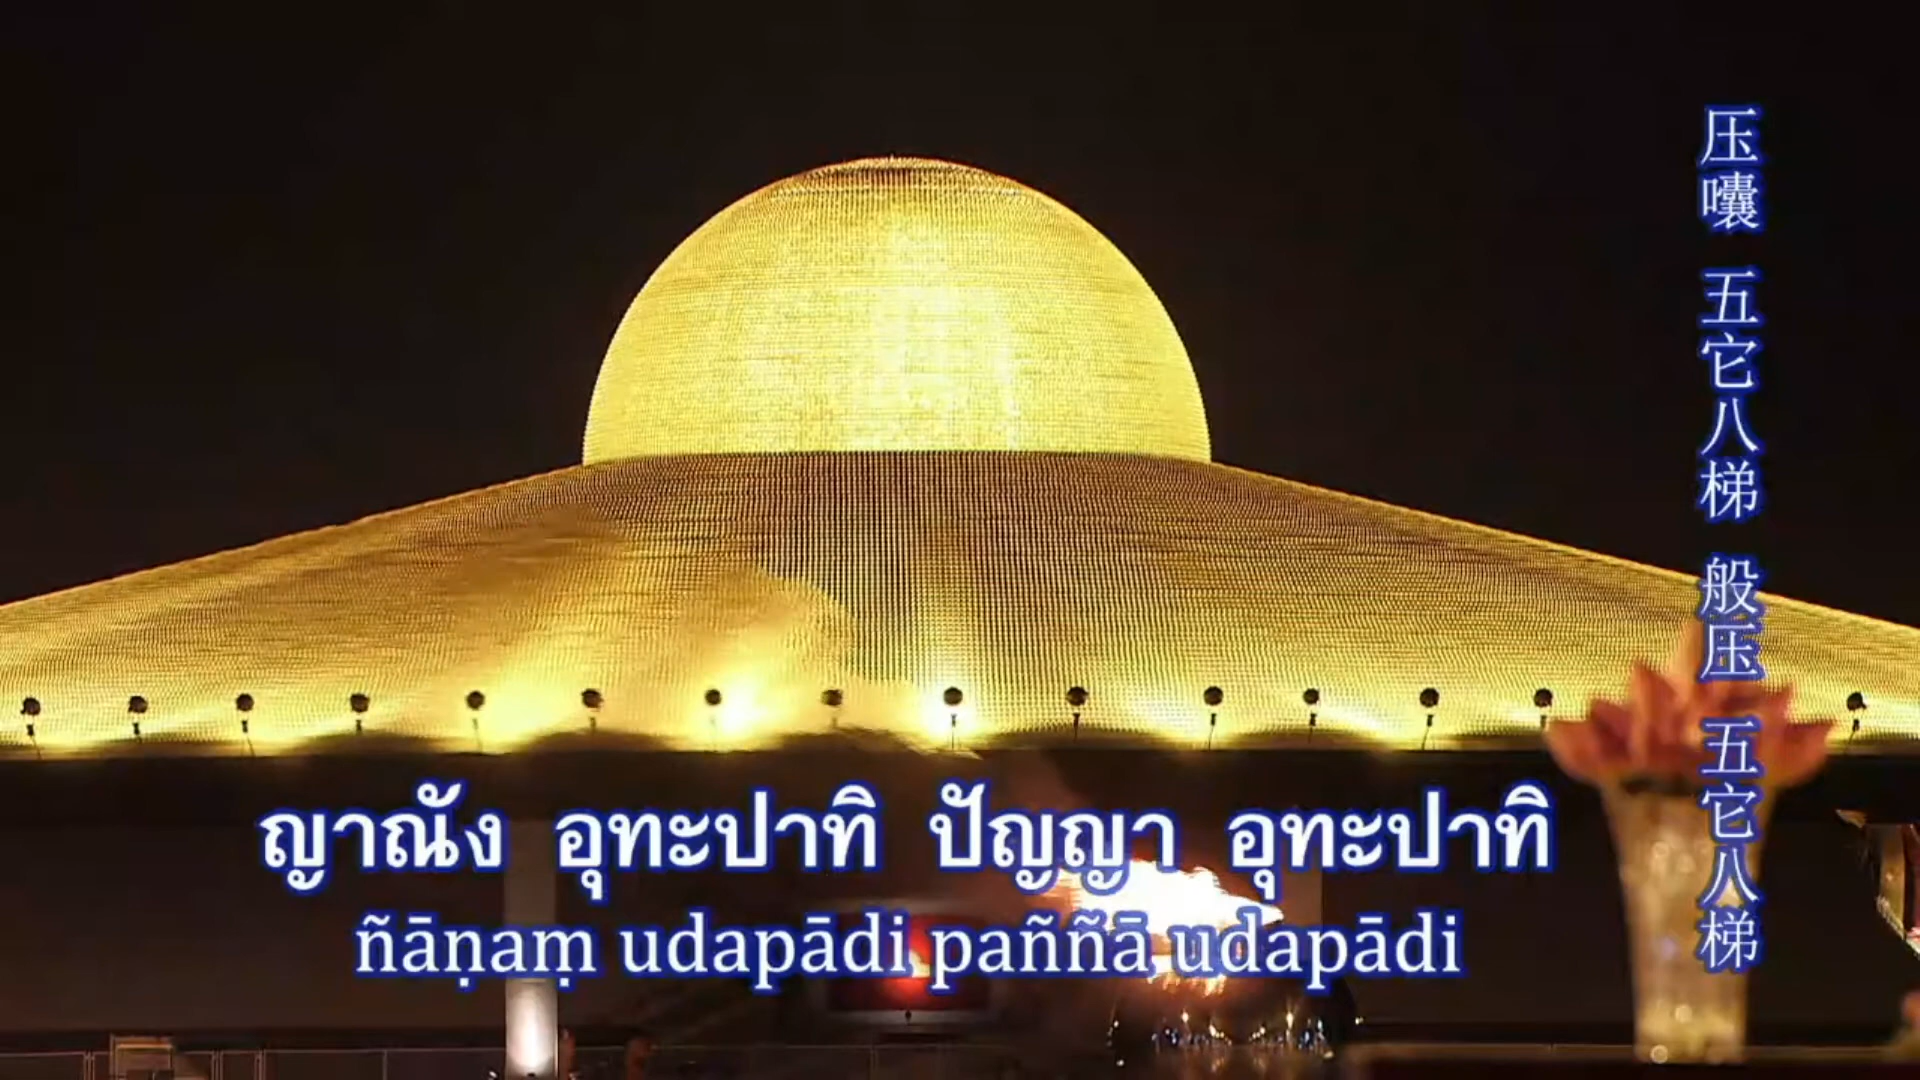 ญาณัง อุทะปาทิ ปัญญา อุทะปาทิ
ñāṇaṃ udapādi paññā udapādi
压囔 五它八梯 般压 五它八梯